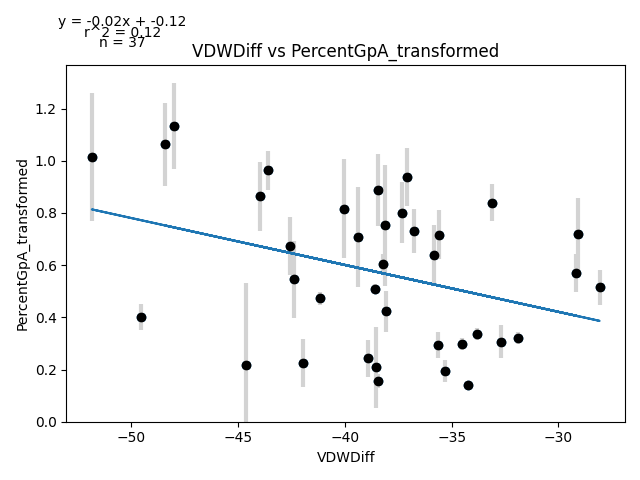 y = -0.02x + -0.12
r^2 = 0.12
n = 37
VDWDiff vs PercentGpA_transformed
PercentGpA_transformed
1.2
1.0
0.8
0.6
0.4
0.2
0.0
−50
−45
−40
−35
−30
VDWDiff